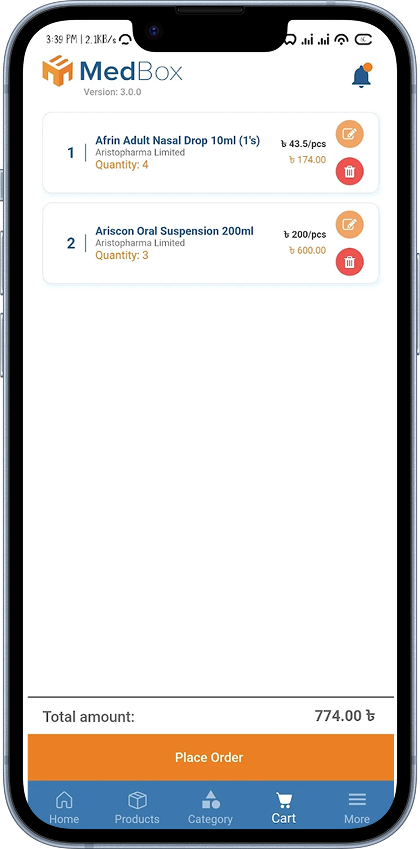 3:39 PM | 2.1KB/s
MedBox
Version: 3.0.0
1
Afrin Adult Nasal Drop 10ml (1's)
Aristopharma Limited
Quantity: 4
৳ 43.5/pcs
৳ 174.00
2
Ariscon Oral Suspension 200ml
Aristopharma Limited
Quantity: 3
৳ 200/pcs
৳ 600.00
Total amount: 774.00 ৳
Place Order
Home Products Category Cart More